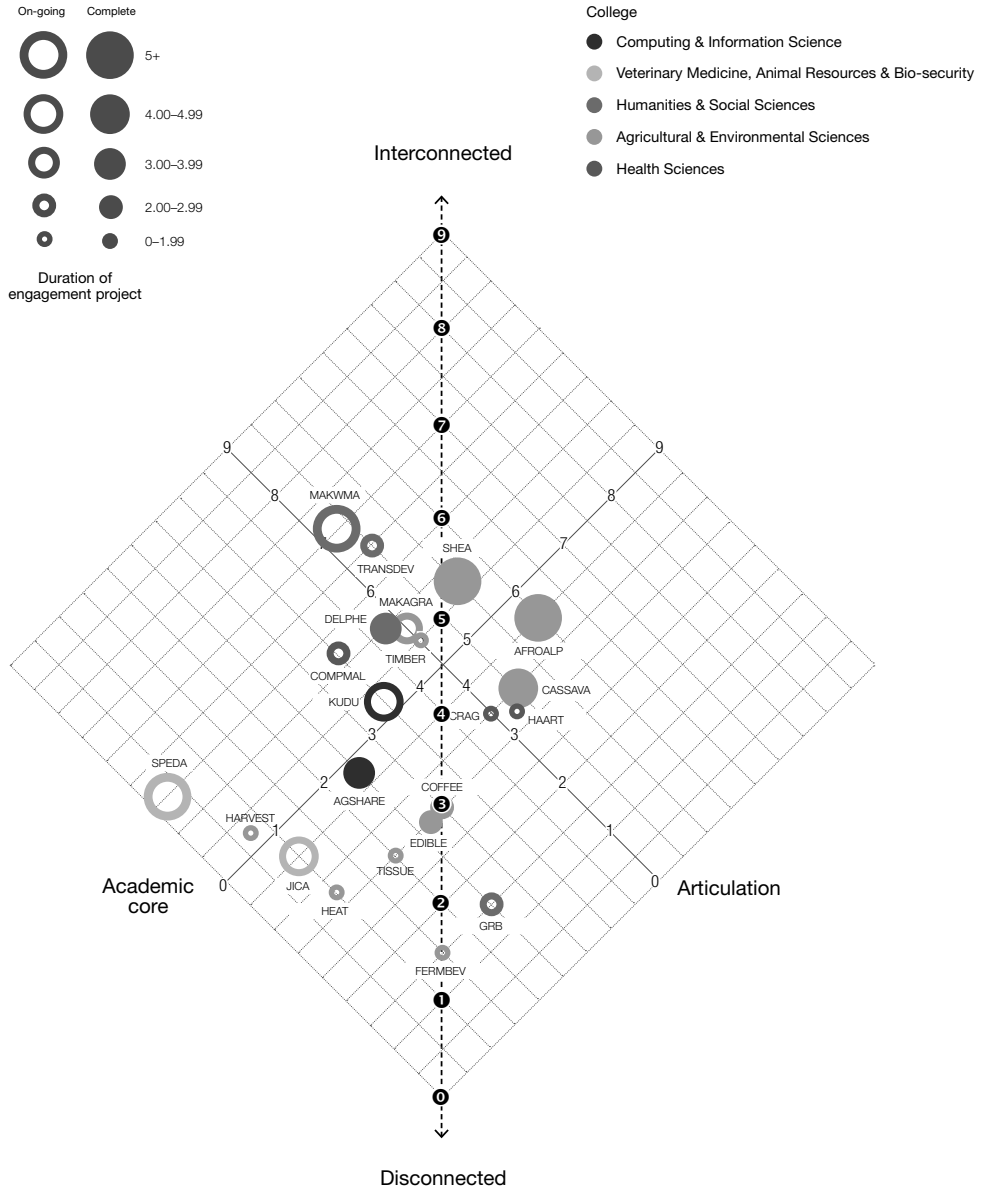 On-going
Complete
5+
4.00–4.99
3.00–3.99
2.00–2.99
0–1.99
Duration of
engagement project
College
Computing & Information Science
Veterinary Medicine, Animal Resources & Bio-security
Humanities & Social Sciences
Agricultural & Environmental Sciences
Health Sciences
Interconnected
9
8
7
9
9
8
8
MAKWMA
6
7
7
SHEA
TRANSDEV
6
6
MAKAGRA
DELPHE
5
5
AFROALP
TIMBER
COMPMAL
4
4
CASSAVA
KUDU
4
CRAG
HAART
3
3
SPEDA
2
2
COFFEE
AGSHARE
3
HARVEST
1
1
EDIBLE
TISSUE
JICA
0
0
Academic
core
Articulation
HEAT
2
GRB
FERMBEV
1
0
Disconnected